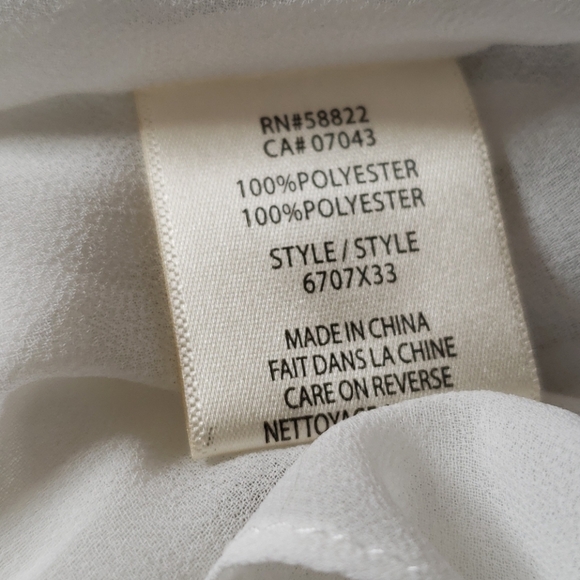 RN#58822
CA# 07043
100%POLYESTER
100%POLYESTER
STYLE / STYLE
6707X33
MADE IN CHINA
FAIT DANS LA CHINE
CARE ON REVERSE